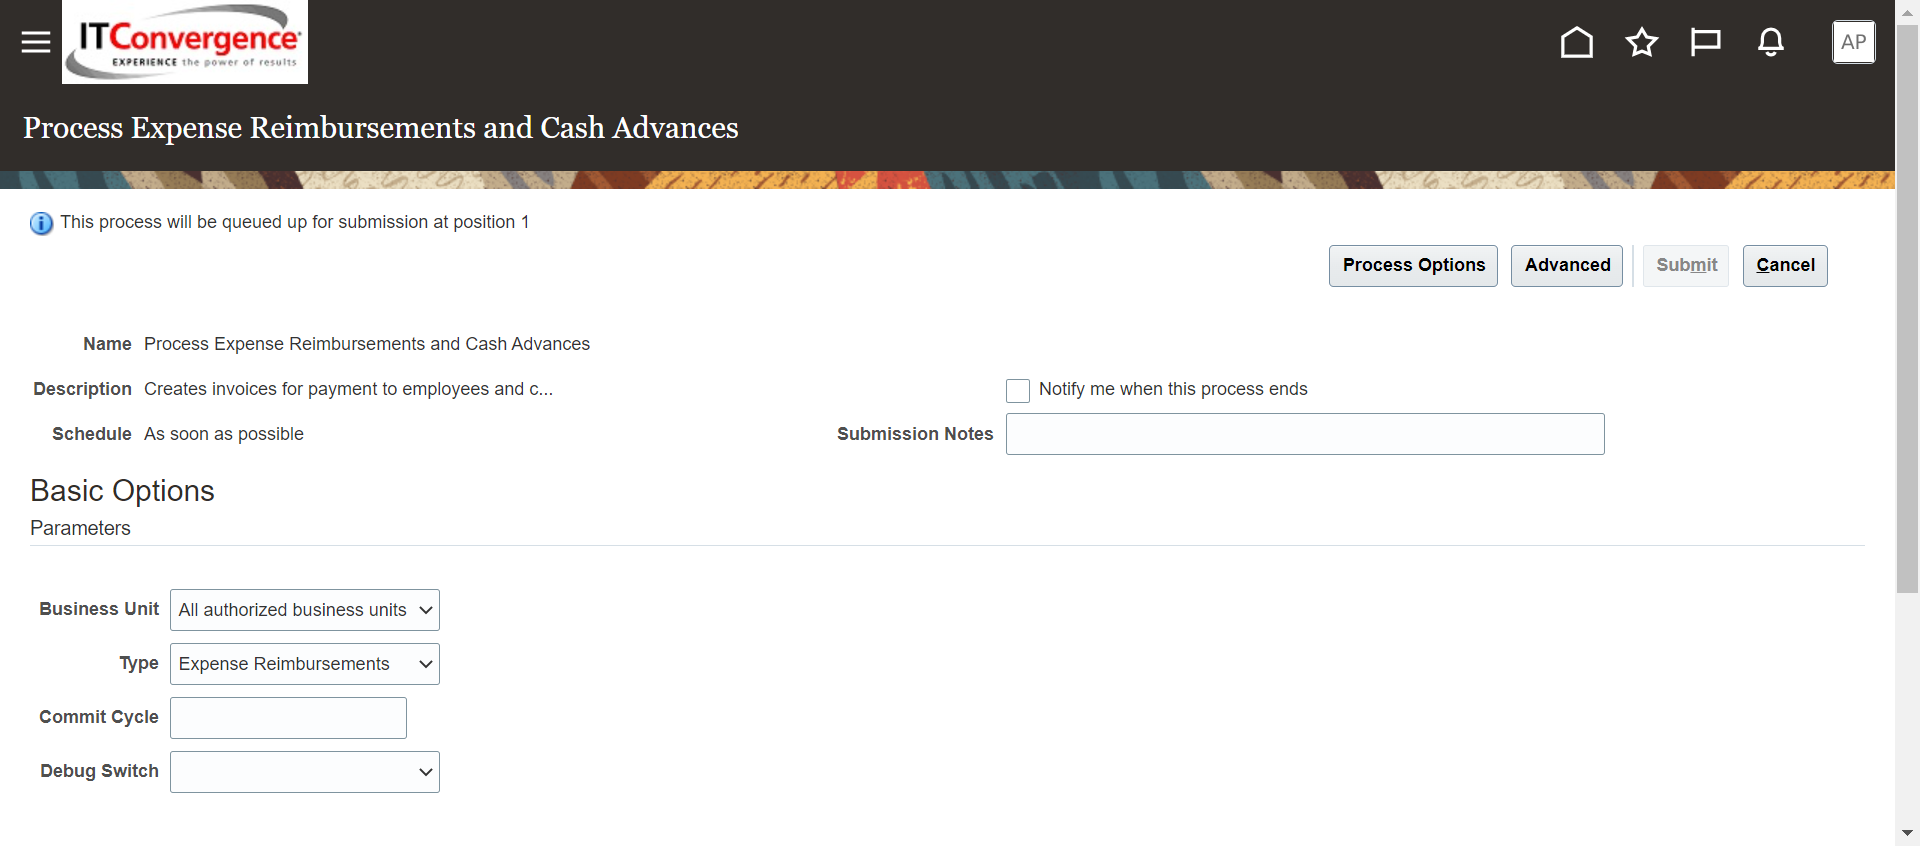 ITConvergence
EXPERIENCE the power of results
AP
Process Expense Reimbursements and Cash Advances
This process will be queued up for submission at position 1
Process Options
Advanced
Submit
Cancel
Name Process Expense Reimbursements and Cash Advances
Description Creates invoices for payment to employees and c...
Notify me when this process ends
Schedule As soon as possible
Submission Notes
Basic Options
Parameters
Business Unit All authorized business units
Type Expense Reimbursements
Commit Cycle
Debug Switch